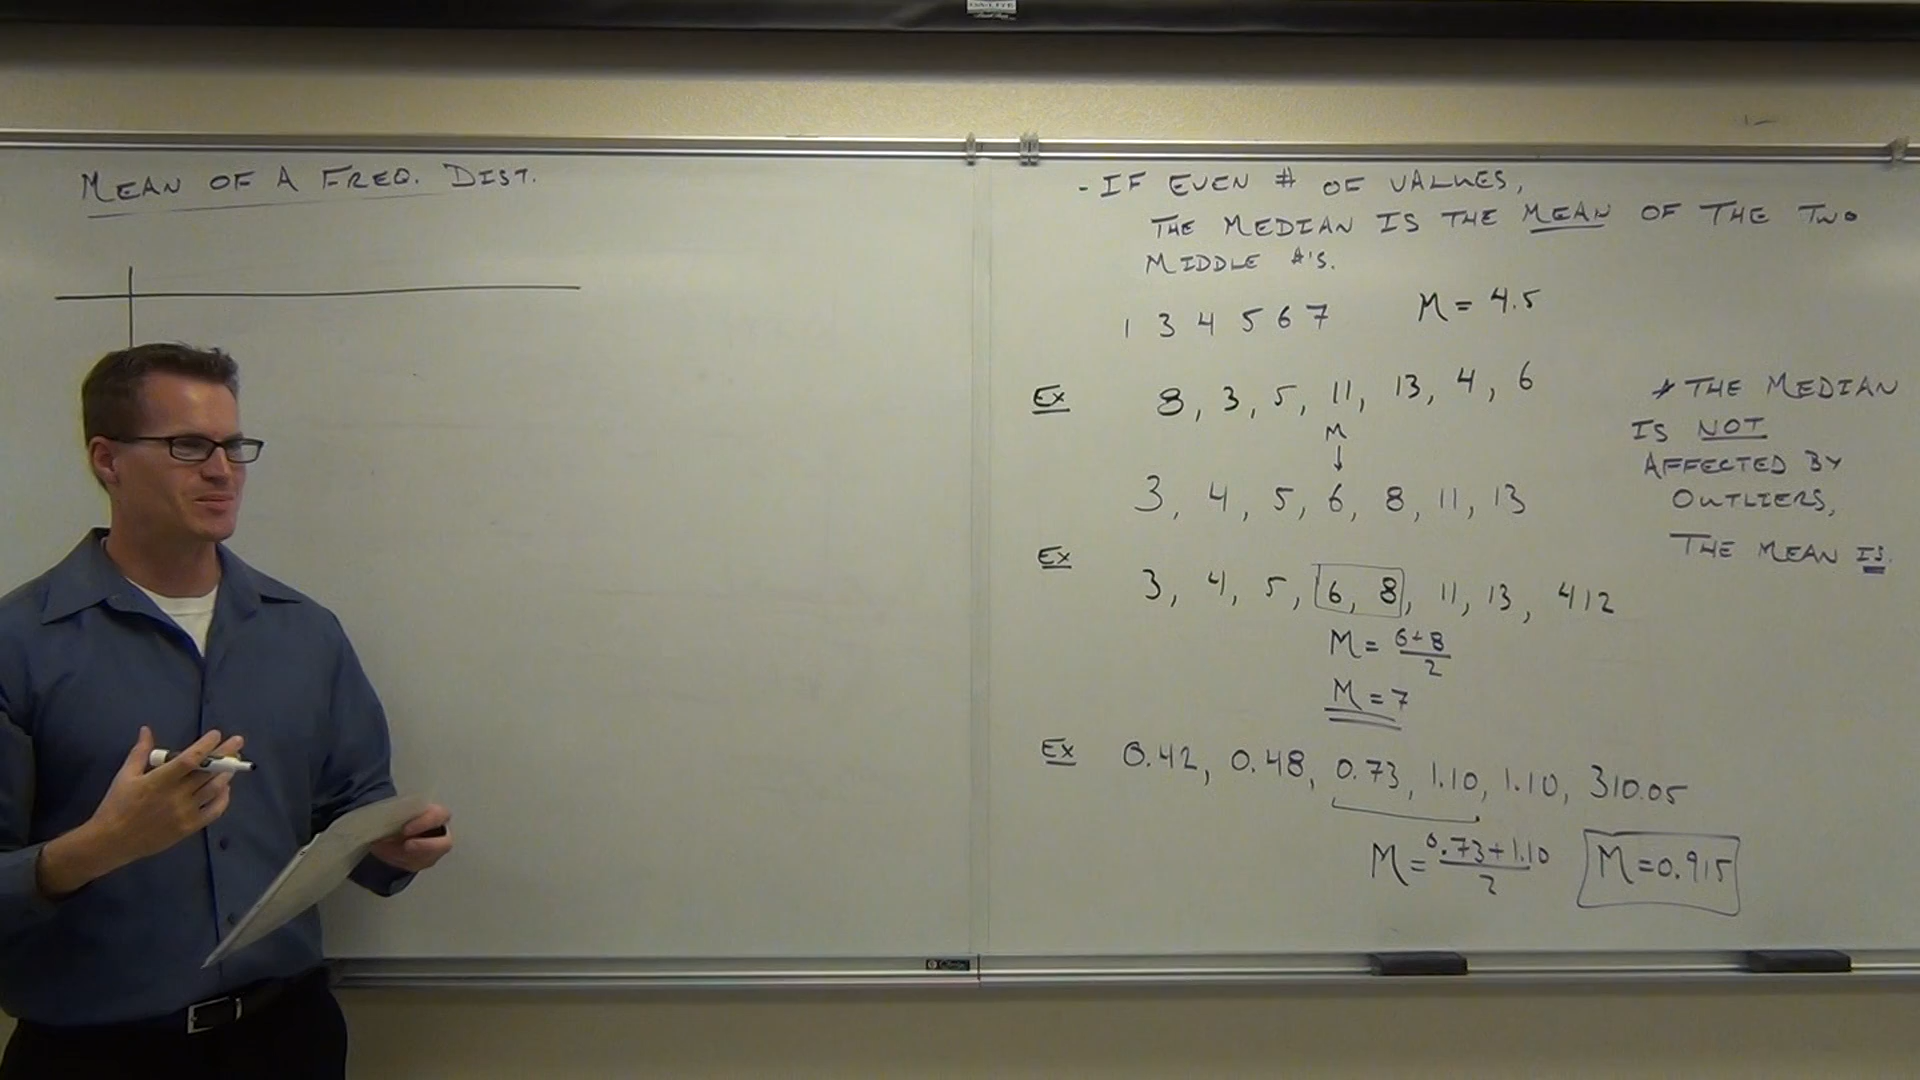 MEAN OF A FREQ. DIST.
- IF EVEN # OF VALUES,
THE MEDIAN IS THE MEAN OF THE TWO
MIDDLE #'S.
1 3 4 5 6 7 M = 4.5
Ex 8, 3, 5, 11, 13, 4, 6
M
↓
3, 4, 5, 6, 8, 11, 13
Ex 3, 4, 5, 6, 8, 11, 13, 412
M = 6+8/2
M = 7
Ex 0.42, 0.48, 0.73, 1.10, 1.10, 310.05
M = 0.73+1.10/2 M=0.915
* THE MEDIAN
IS NOT
AFFECTED BY
OUTLIERS,
THE MEAN IS.